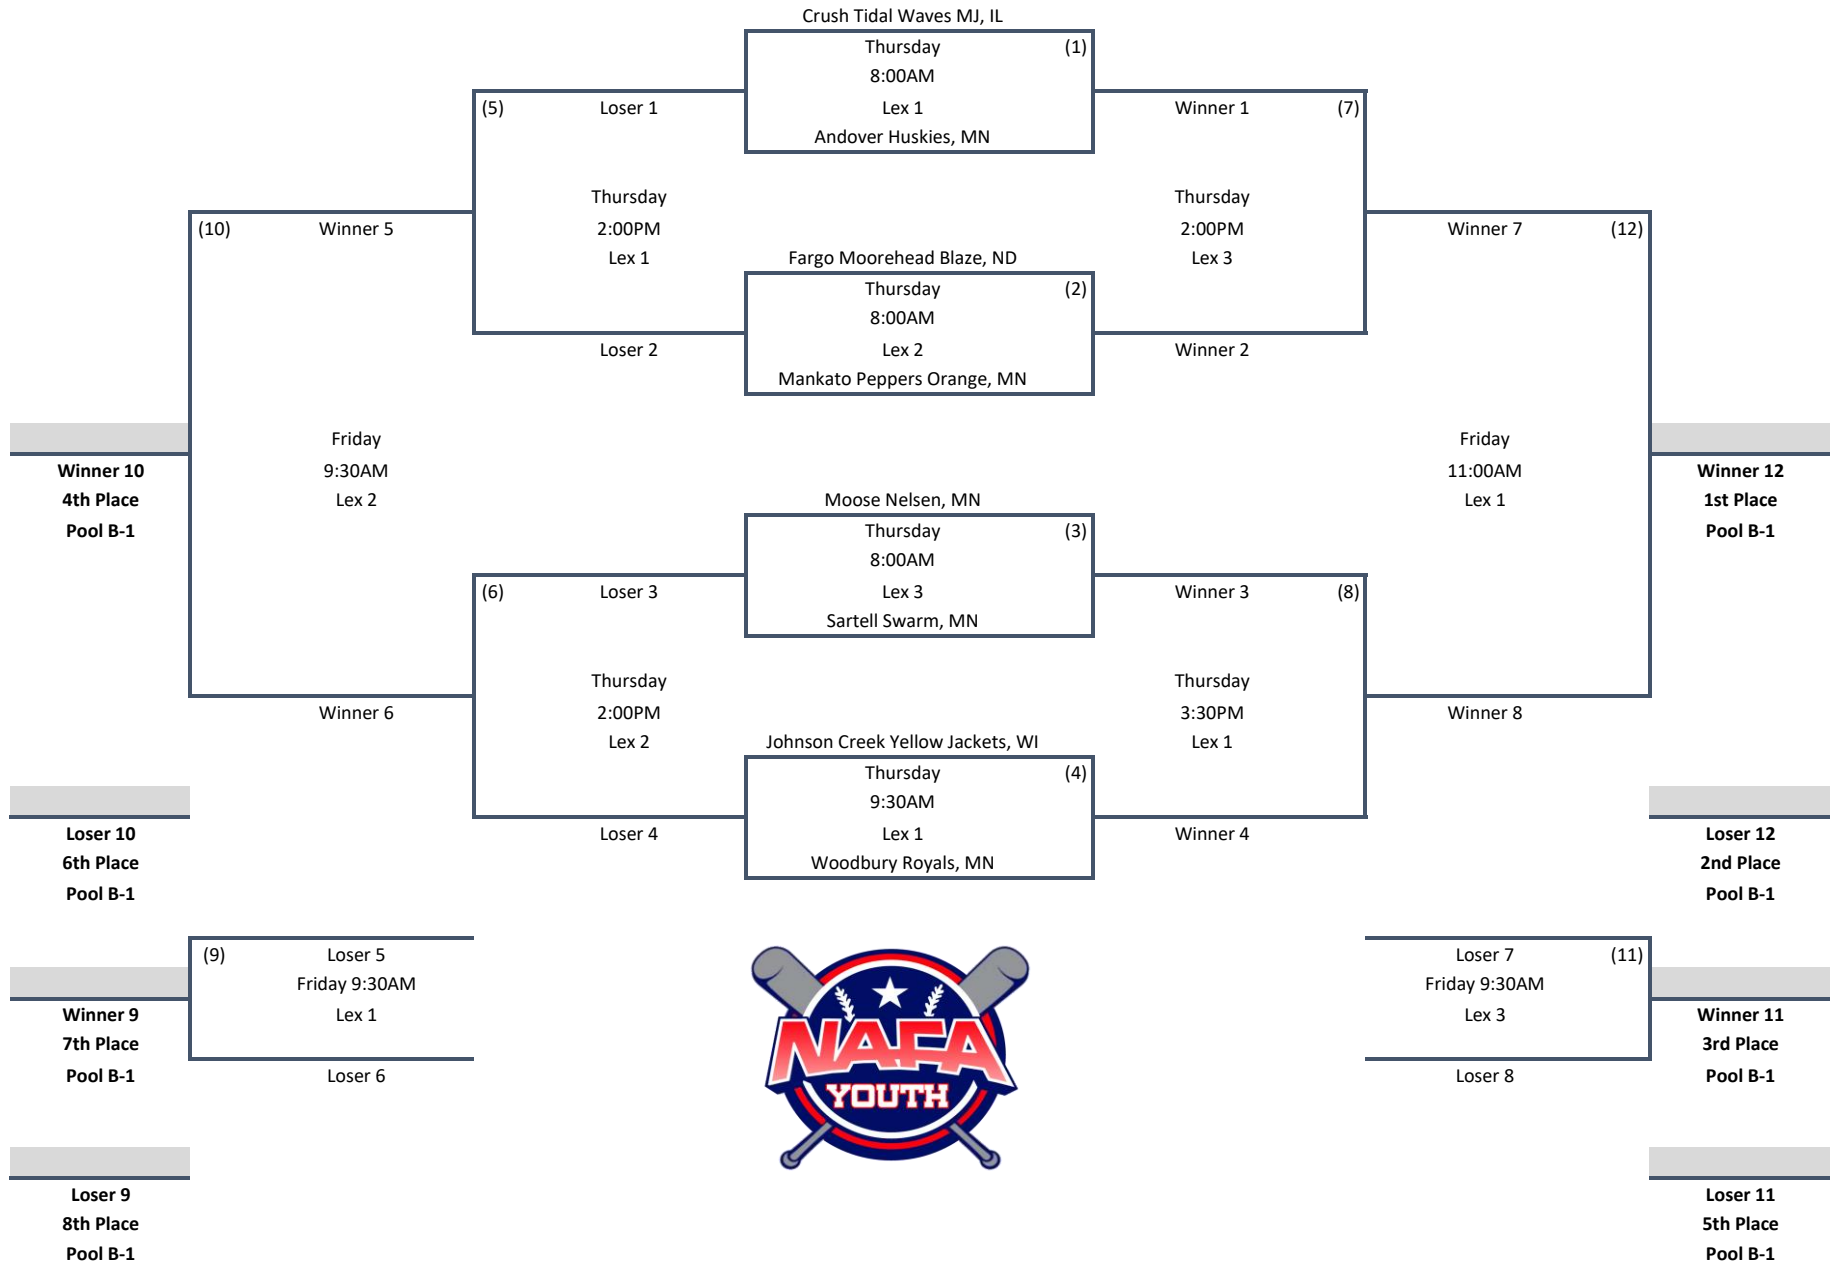 Crush Tidal Waves MJ, IL
Thursday (1)
8:00AM
(5) Loser 1 Lex 1 Winner 1 (7)
Andover Huskies, MN
Thursday Thursday
(10) Winner 5 2:00PM 2:00PM Winner 7 (12)
Lex 1 Fargo Moorehead Blaze, ND Lex 3
Thursday (2)
8:00AM
Loser 2 Lex 2 Winner 2
Mankato Peppers Orange, MN
Friday Friday
Winner 10 9:30AM 11:00AM Winner 12
4th Place Lex 2 Moose Nelsen, MN Lex 1 1st Place
Pool B-1 Thursday (3) Pool B-1
8:00AM
(6) Loser 3 Lex 3 Winner 3 (8)
Sartell Swarm, MN
Thursday Thursday
Winner 6 2:00PM 3:30PM Winner 8
Lex 2 Johnson Creek Yellow Jackets, WI Lex 1
Thursday (4)
9:30AM
Loser 10 Loser 4 Lex 1 Winner 4 Loser 12
6th Place Woodbury Royals, MN 2nd Place
Pool B-1 Pool B-1
(9) Loser 5 Loser 7 (11)
Friday 9:30AM Friday 9:30AM
Winner 9 Lex 1 Lex 3 Winner 11
7th Place 3rd Place
Pool B-1 Loser 6 Loser 8 Pool B-1
NAFA
YOUTH
Loser 9 Loser 11
8th Place 5th Place
Pool B-1 Pool B-1